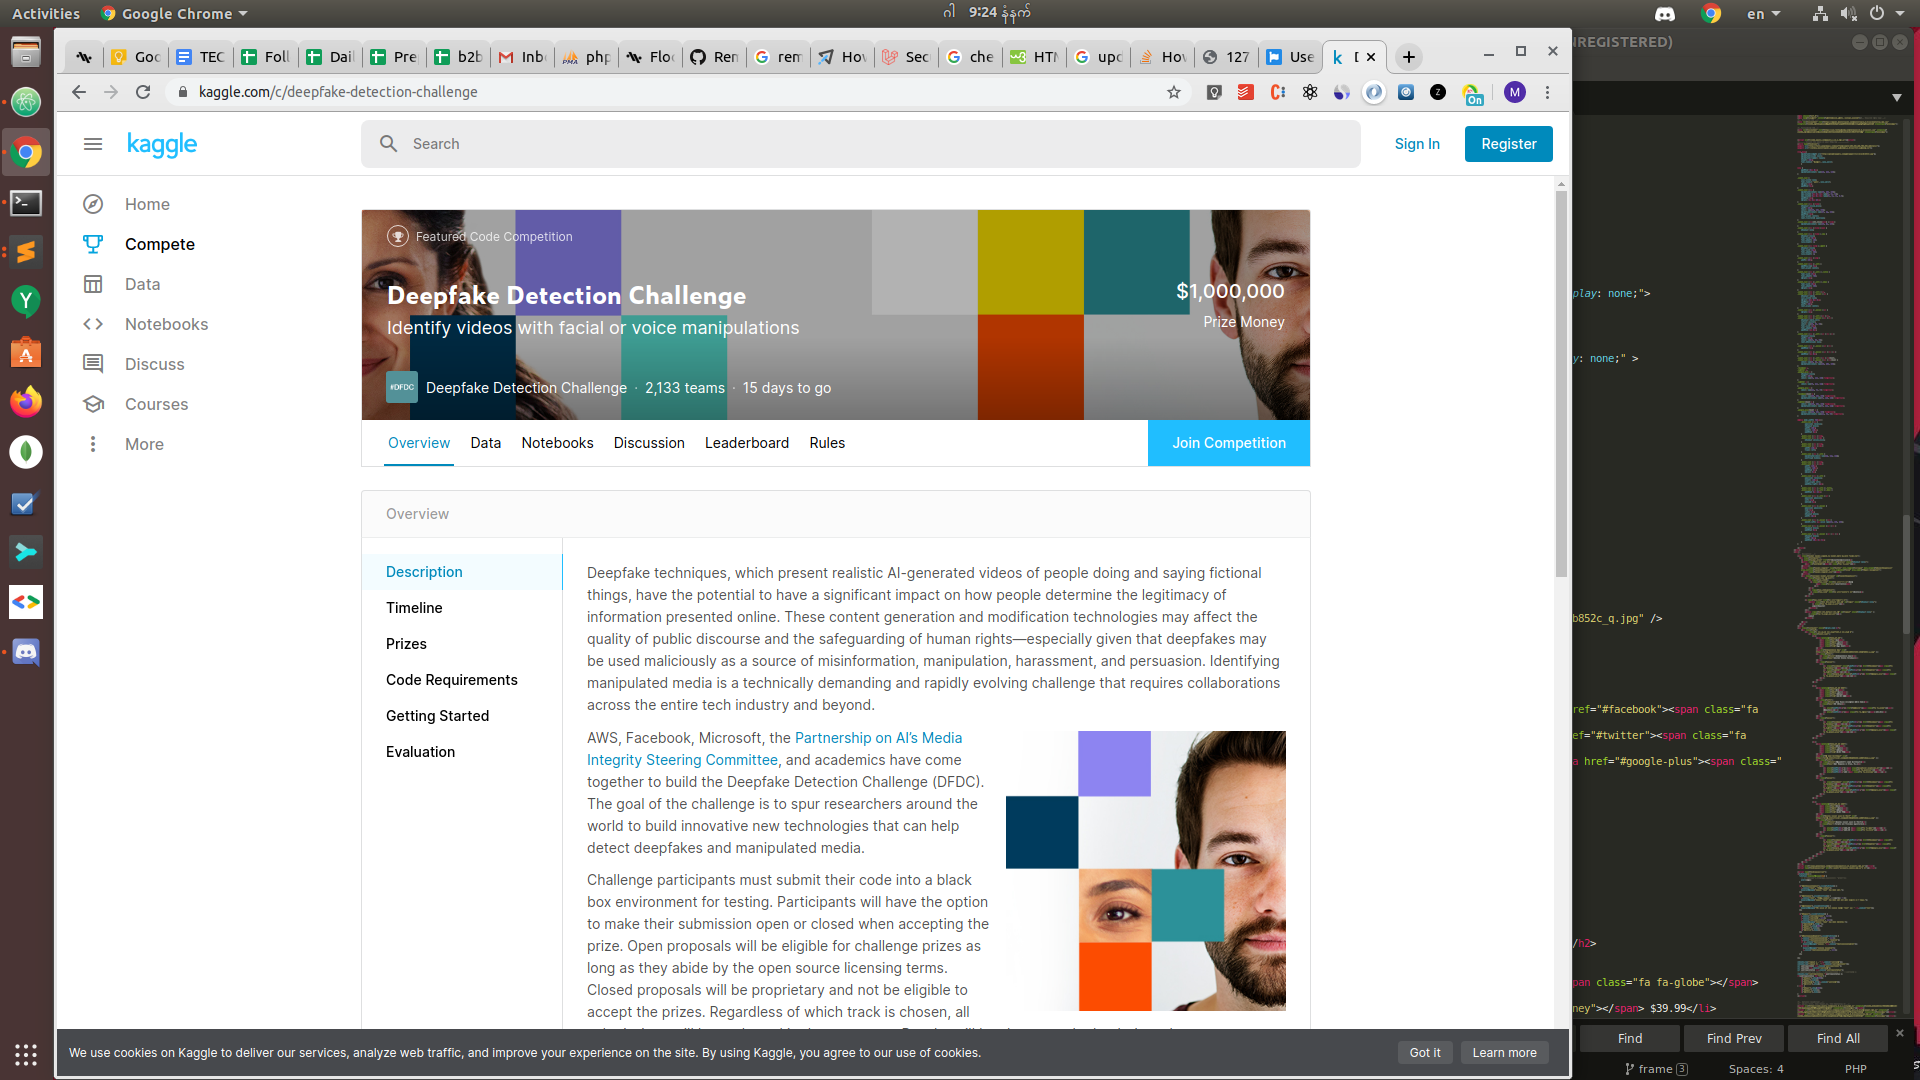 Activities
Google Chrome
ဂါ 9:24 နံနက်
en
Goo
TEC
Foll
Dail
Pre
b2b
Inb
php
Flo
Ren
rem
Hov
Sec
che
HTM
upd
Hov
127
Use
D
NREGISTERED)
kaggle.com/c/deepfake-detection-challenge
On
M
kaggle
Search
Sign In
Register
Home
Compete
Data
Notebooks
Discuss
Courses
More
Featured Code Competition
Deepfake Detection Challenge
Identify videos with facial or voice manipulations
$1,000,000
Prize Money
#DFDC
Deepfake Detection Challenge · 2,133 teams · 15 days to go
Overview
Data
Notebooks
Discussion
Leaderboard
Rules
Join Competition
Overview
Description
Timeline
Prizes
Code Requirements
Getting Started
Evaluation
Deepfake techniques, which present realistic AI-generated videos of people doing and saying fictional
things, have the potential to have a significant impact on how people determine the legitimacy of
information presented online. These content generation and modification technologies may affect the
quality of public discourse and the safeguarding of human rights—especially given that deepfakes may
be used maliciously as a source of misinformation, manipulation, harassment, and persuasion. Identifying
manipulated media is a technically demanding and rapidly evolving challenge that requires collaborations
across the entire tech industry and beyond.
AWS, Facebook, Microsoft, the Partnership on AI's Media
Integrity Steering Committee, and academics have come
together to build the Deepfake Detection Challenge (DFDC).
The goal of the challenge is to spur researchers around the
world to build innovative new technologies that can help
detect deepfakes and manipulated media.
Challenge participants must submit their code into a black
box environment for testing. Participants will have the option
to make their submission open or closed when accepting the
prize. Open proposals will be eligible for challenge prizes as
long as they abide by the open source licensing terms.
Closed proposals will be proprietary and not be eligible to
accept the prizes. Regardless of which track is chosen, all
We use cookies on Kaggle to deliver our services, analyze web traffic, and improve your experience on the site. By using Kaggle, you agree to our use of cookies.
Got it
Learn more
play: none;">
y: none;" >
b852c_q.jpg" />
ref="#facebook"><span class="fa
ef="#twitter"><span class="fa
a href="#google-plus"><span class="
/h2>
pan class="fa fa-globe"></span>
ney"></span> $39.99</li>
Find
Find Prev
Find All
frame 3
Spaces: 4
PHP